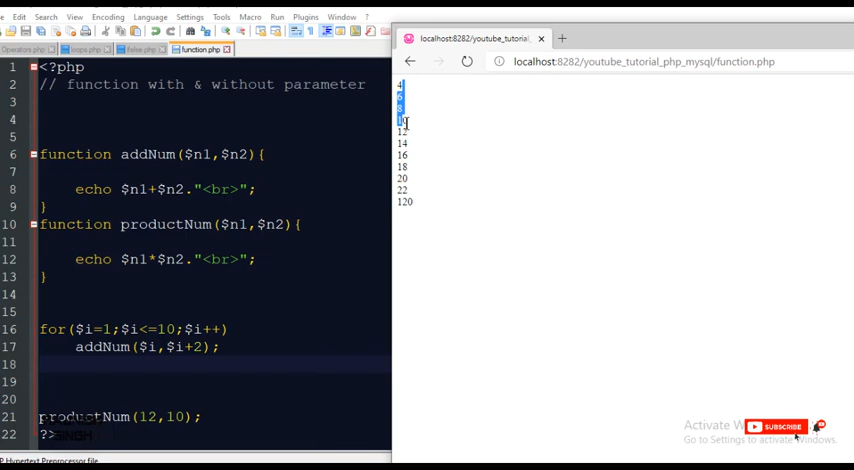 Edit Search View Encoding Language Settings Tools Macro Run Plugins Window ?
Operators.php loops.php ifelse.php function.php
localhost:8282/youtube_tutorial_
localhost:8282/youtube_tutorial_php_mysql/function.php
1 <?php
2 // function with & without parameter
3
4
5
6 function addNum($n1,$n2){
7
8 echo $n1+$n2."<br>";
9 }
10 function productNum($n1,$n2){
11
12 echo $n1*$n2."<br>";
13 }
14
15
16 for($i=1;$i<=10;$i++)
17 addNum($i,$i+2);
18
19
20
21 productNum(12,10);
22 ?>
SINGH
Hypertext Preprocessor file
4
6
8
10
12
14
16
18
20
22
120
Activate
SUBSCRIBE
Go to Settings to activate Windows.